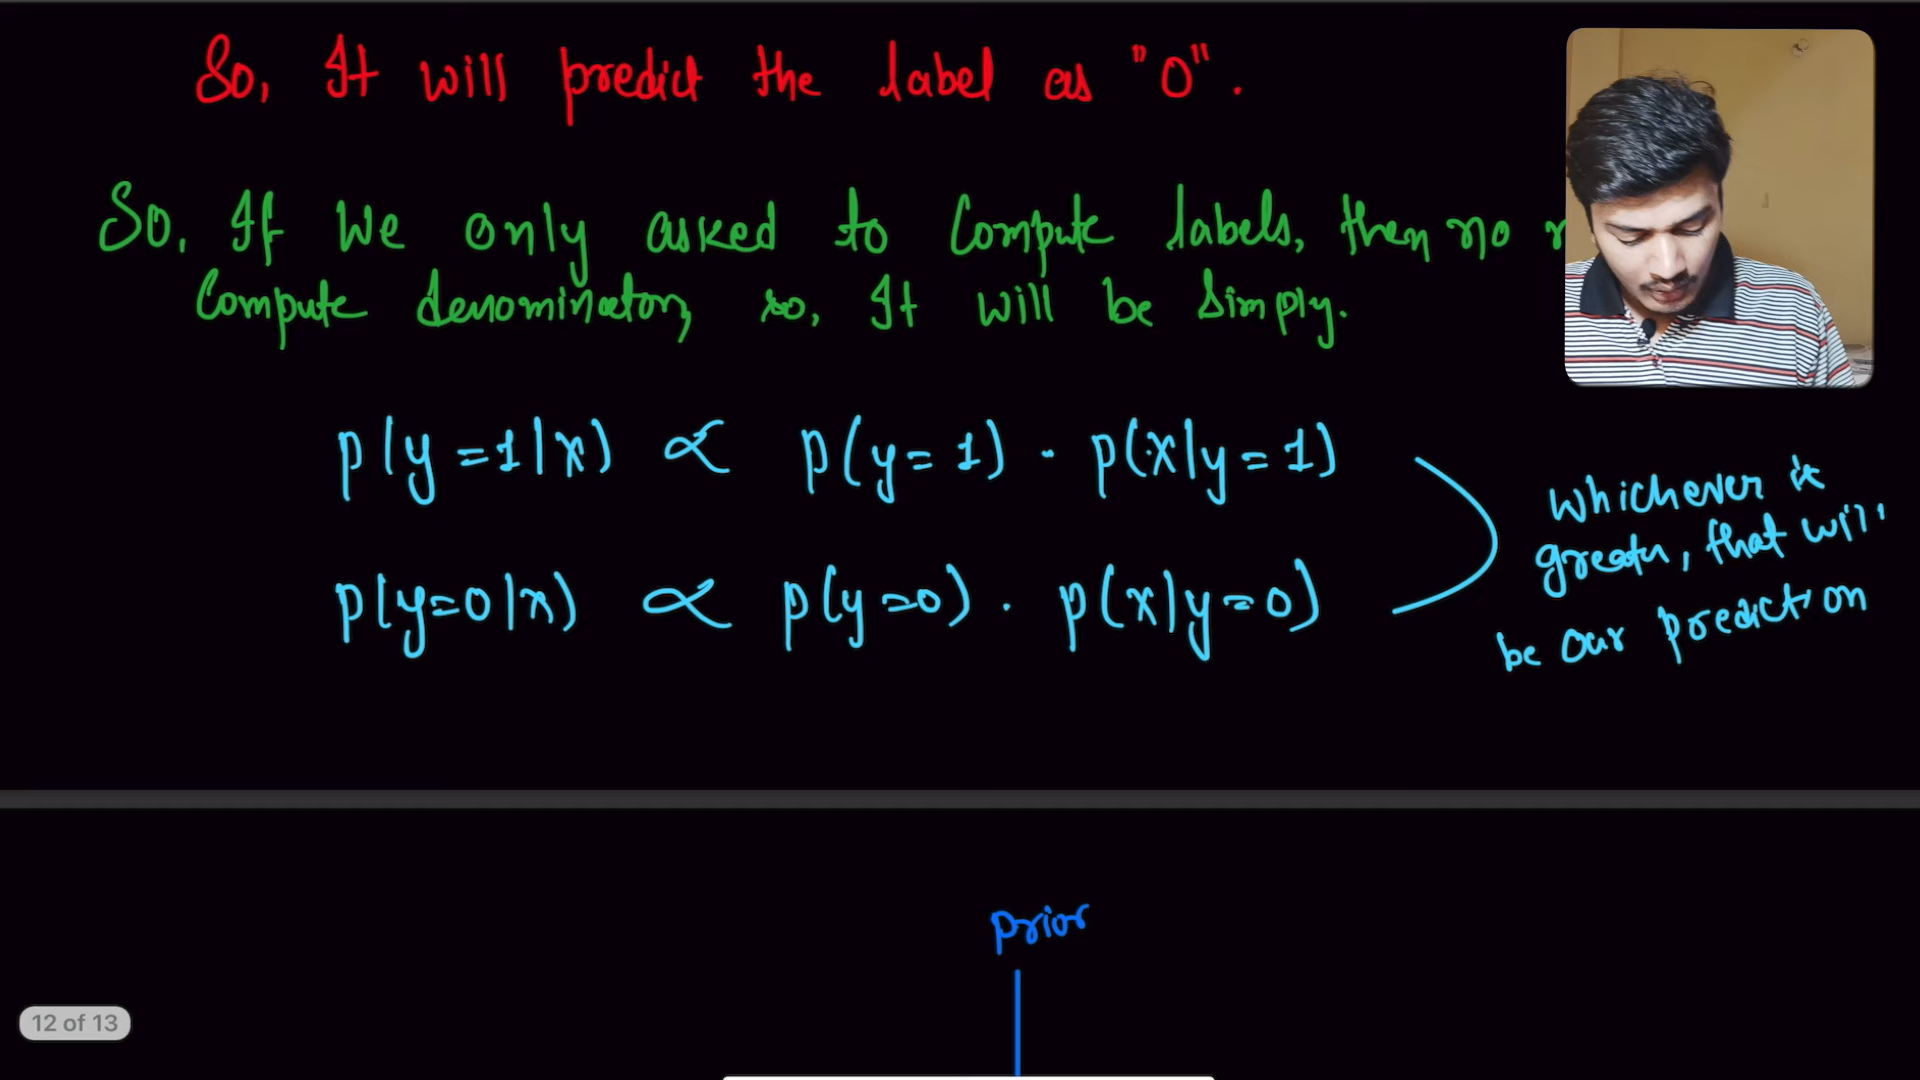 So, It will predict the label as "0".
So, If we only asked to Compute labels, then no
Compute denominator, so, It will be Simply.
p(y=1|x) ∝ p(y=1) · p(x|y=1)
p(y=0|x) ∝ p(y=0) · p(x|y=0)
Whichever is
greater, that will
be our prediction
prior
12 of 13